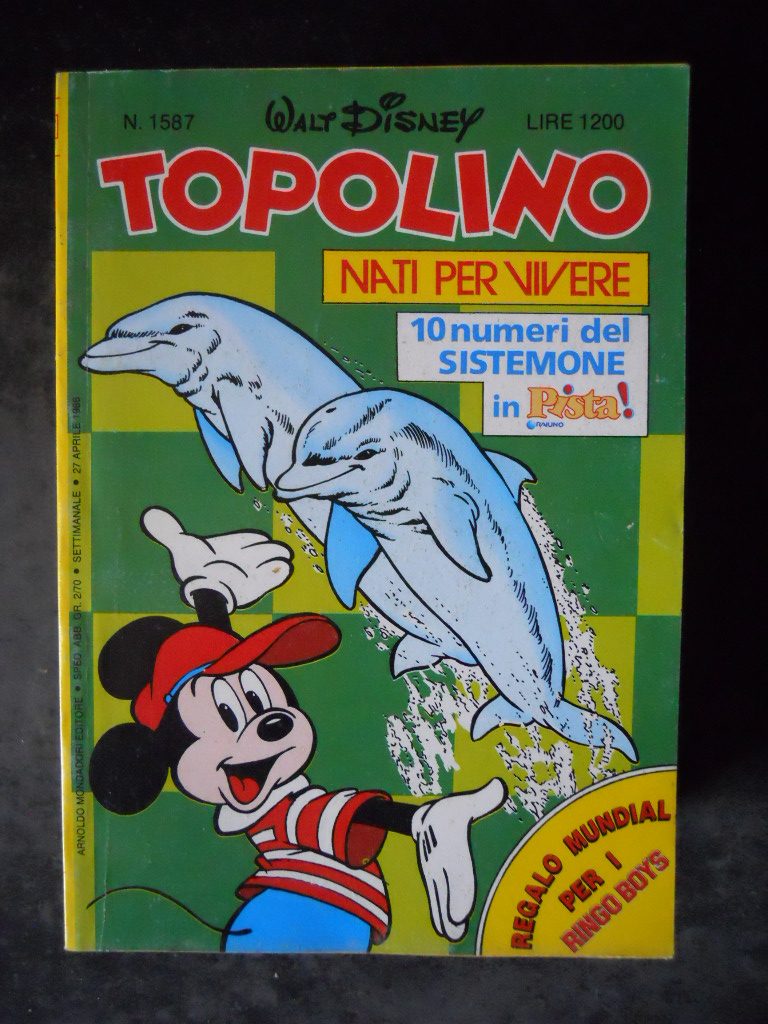 N. 1587
WALT DISNEY
LIRE 1200
TOPOLINO
NATI PER VIVERE
10 numeri del
SISTEMONE
in Pista!
RAIUNO
ARNOLDO MONDADORI EDITORE • SPED. ABB. GR. 2/70 • SETTIMANALE • 27 APRILE 1986
REGALO MUNDIAL
PER I
RINGO BOYS